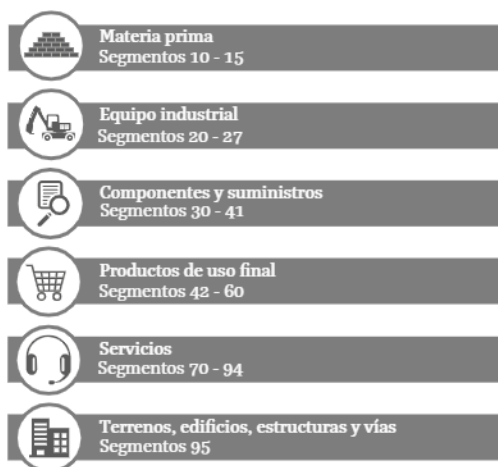 Materia prima
Segmentos 10 - 15
Equipo industrial
Segmentos 20 - 27
Componentes y suministros
Segmentos 30 - 41
Productos de uso final
Segmentos 42 - 60
Servicios
Segmentos 70 - 94
Terrenos, edificios, estructuras y vías
Segmentos 95